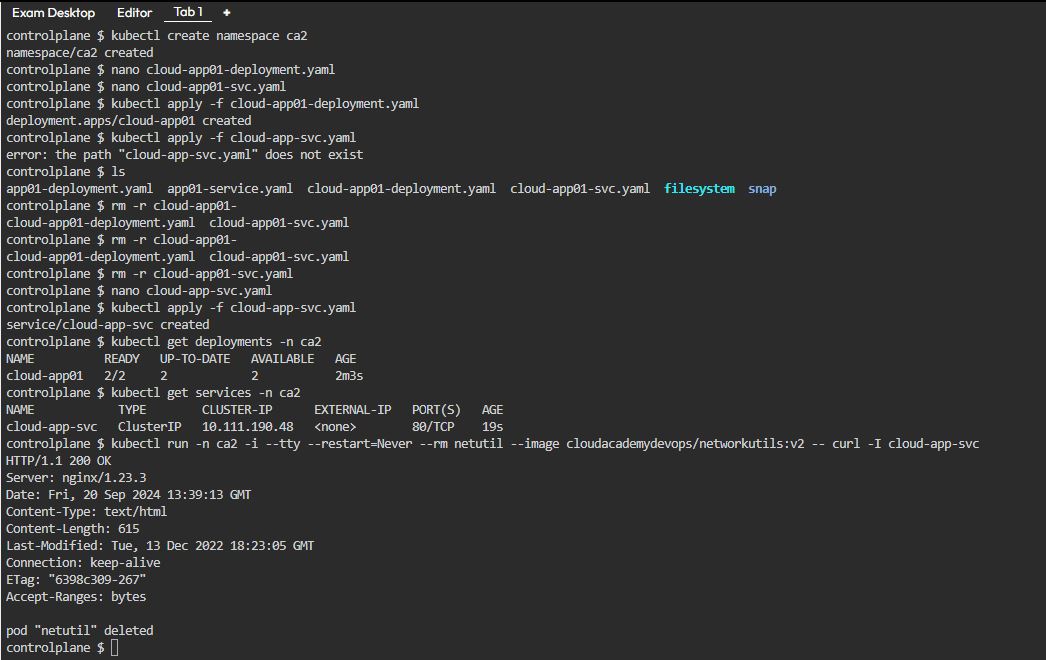 Exam Desktop Editor Tab 1 +
controlplane $ kubectl create namespace ca2
namespace/ca2 created
controlplane $ nano cloud-app01-deployment.yaml
controlplane $ nano cloud-app01-svc.yaml
controlplane $ kubectl apply -f cloud-app01-deployment.yaml
deployment.apps/cloud-app01 created
controlplane $ kubectl apply -f cloud-app-svc.yaml
error: the path "cloud-app-svc.yaml" does not exist
controlplane $ ls
app01-deployment.yaml app01-service.yaml cloud-app01-deployment.yaml cloud-app01-svc.yaml filesystem snap
controlplane $ rm -r cloud-app01-
cloud-app01-deployment.yaml cloud-app01-svc.yaml
controlplane $ rm -r cloud-app01-
cloud-app01-deployment.yaml cloud-app01-svc.yaml
controlplane $ rm -r cloud-app01-svc.yaml
controlplane $ nano cloud-app-svc.yaml
controlplane $ kubectl apply -f cloud-app-svc.yaml
service/cloud-app-svc created
controlplane $ kubectl get deployments -n ca2
NAME READY UP-TO-DATE AVAILABLE AGE
cloud-app01 2/2 2 2 2m3s
controlplane $ kubectl get services -n ca2
NAME TYPE CLUSTER-IP EXTERNAL-IP PORT(S) AGE
cloud-app-svc ClusterIP 10.111.190.48 <none> 80/TCP 19s
controlplane $ kubectl run -n ca2 -i --tty --restart=Never --rm netutil --image cloudacademydevops/networkutils:v2 -- curl -I cloud-app-svc
HTTP/1.1 200 OK
Server: nginx/1.23.3
Date: Fri, 20 Sep 2024 13:39:13 GMT
Content-Type: text/html
Content-Length: 615
Last-Modified: Tue, 13 Dec 2022 18:23:05 GMT
Connection: keep-alive
ETag: "6398c309-267"
Accept-Ranges: bytes
pod "netutil" deleted
controlplane $